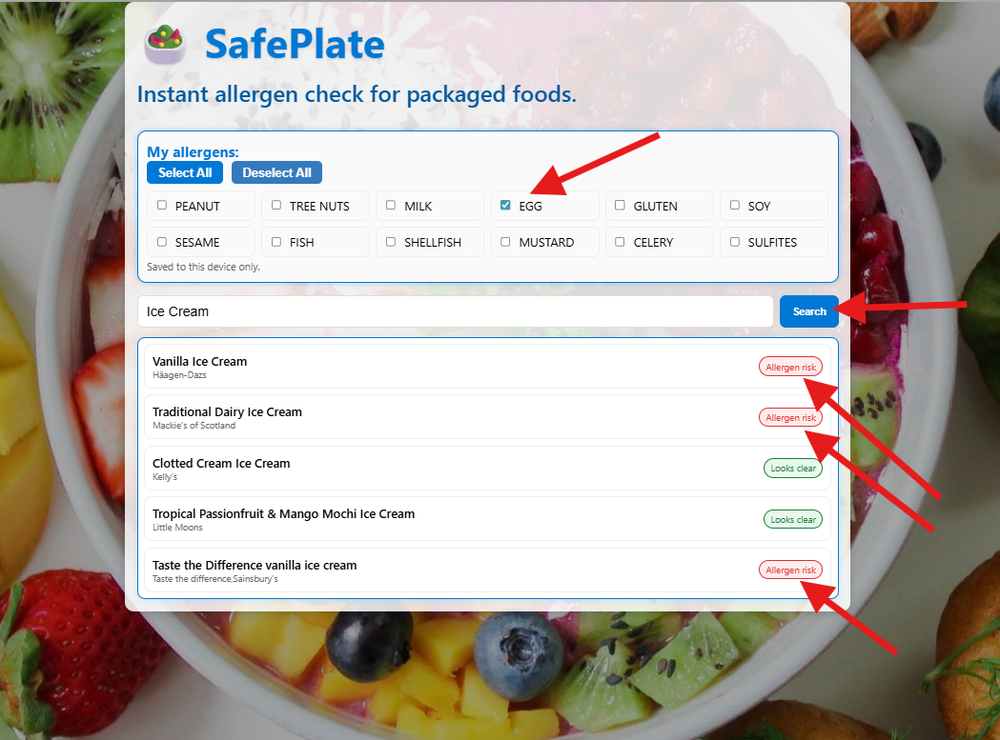 SafePlate
Instant allergen check for packaged foods.
My allergens:
Select All Deselect All
PEANUT TREE NUTS MILK EGG GLUTEN SOY
SESAME FISH SHELLFISH MUSTARD CELERY SULFITES
Saved to this device only.
Ice Cream Search
Vanilla Ice Cream
Häagen-Dazs
Allergen risk
Traditional Dairy Ice Cream
Mackie's of Scotland
Allergen risk
Clotted Cream Ice Cream
Kelly's
Looks clear
Tropical Passionfruit & Mango Mochi Ice Cream
Little Moons
Looks clear
Taste the Difference vanilla ice cream
Taste the difference,Sainsbury's
Allergen risk